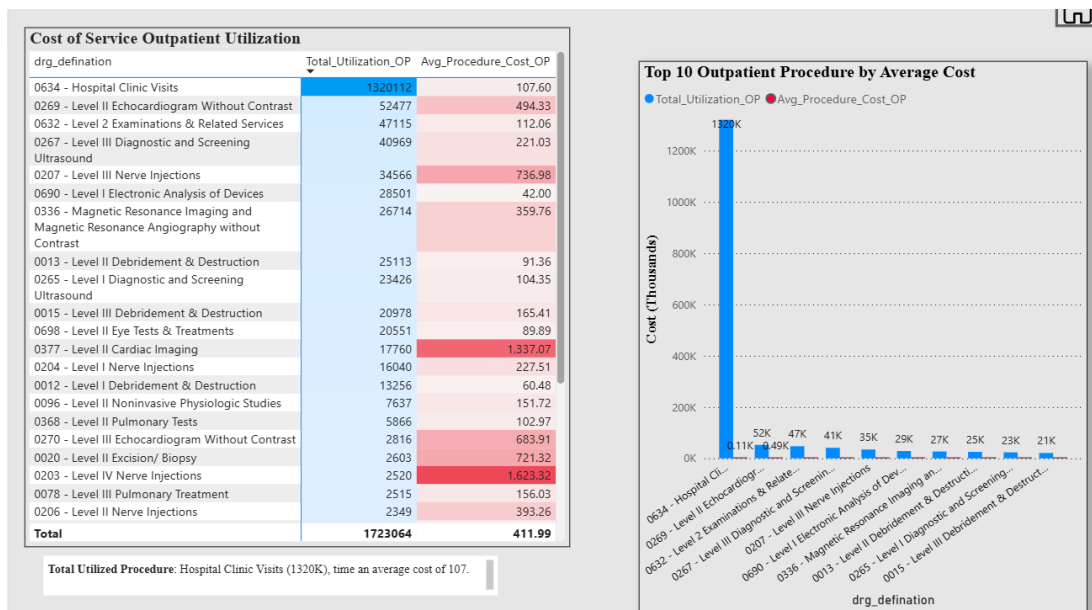 Cost of Service Outpatient Utilization
drg_defination Total_Utilization_OP Avg_Procedure_Cost_OP
0634 - Hospital Clinic Visits 1320112 107.60
0269 - Level II Echocardiogram Without Contrast 52477 494.33
0632 - Level 2 Examinations & Related Services 47115 112.06
0267 - Level III Diagnostic and Screening 40969 221.03
Ultrasound
0207 - Level III Nerve Injections 34566 736.98
0690 - Level I Electronic Analysis of Devices 28501 42.00
0336 - Magnetic Resonance Imaging and 26714 359.76
Magnetic Resonance Angiography without
Contrast
0013 - Level II Debridement & Destruction 25113 91.36
0265 - Level I Diagnostic and Screening 23426 104.35
Ultrasound
0015 - Level III Debridement & Destruction 20978 165.41
0698 - Level II Eye Tests & Treatments 20551 89.89
0377 - Level II Cardiac Imaging 17760 1,337.07
0204 - Level I Nerve Injections 16040 227.51
0012 - Level I Debridement & Destruction 13256 60.48
0096 - Level II Noninvasive Physiologic Studies 7637 151.72
0368 - Level II Pulmonary Tests 5866 102.97
0270 - Level III Echocardiogram Without Contrast 2816 683.91
0020 - Level II Excision/ Biopsy 2603 721.32
0203 - Level IV Nerve Injections 2520 1,623.32
0078 - Level III Pulmonary Treatment 2515 156.03
0206 - Level II Nerve Injections 2349 393.26
Total 1723064 411.99
Total Utilized Procedure: Hospital Clinic Visits (1320K), time an average cost of 107.
Top 10 Outpatient Procedure by Average Cost
Total_Utilization_OP Avg_Procedure_Cost_OP
Cost (Thousands)
1200K
1000K
800K
600K
400K
200K
0K
1320K
0.11K 52K 0.49K 47K 41K 35K 29K 27K 25K 23K 21K
0634 - Hospital Cli...
0269 - Level II Echocardiogr...
0632 - Level 2 Examinations & Relate...
0267 - Level III Diagnostic and Screenin...
0207 - Level III Nerve Injections
0690 - Level I Electronic Analysis of Dev...
0336 - Magnetic Resonance Imaging an...
0013 - Level II Debridement & Destructi...
0265 - Level I Diagnostic and Screening...
0015 - Level III Debridement & Destruct...
drg_defination